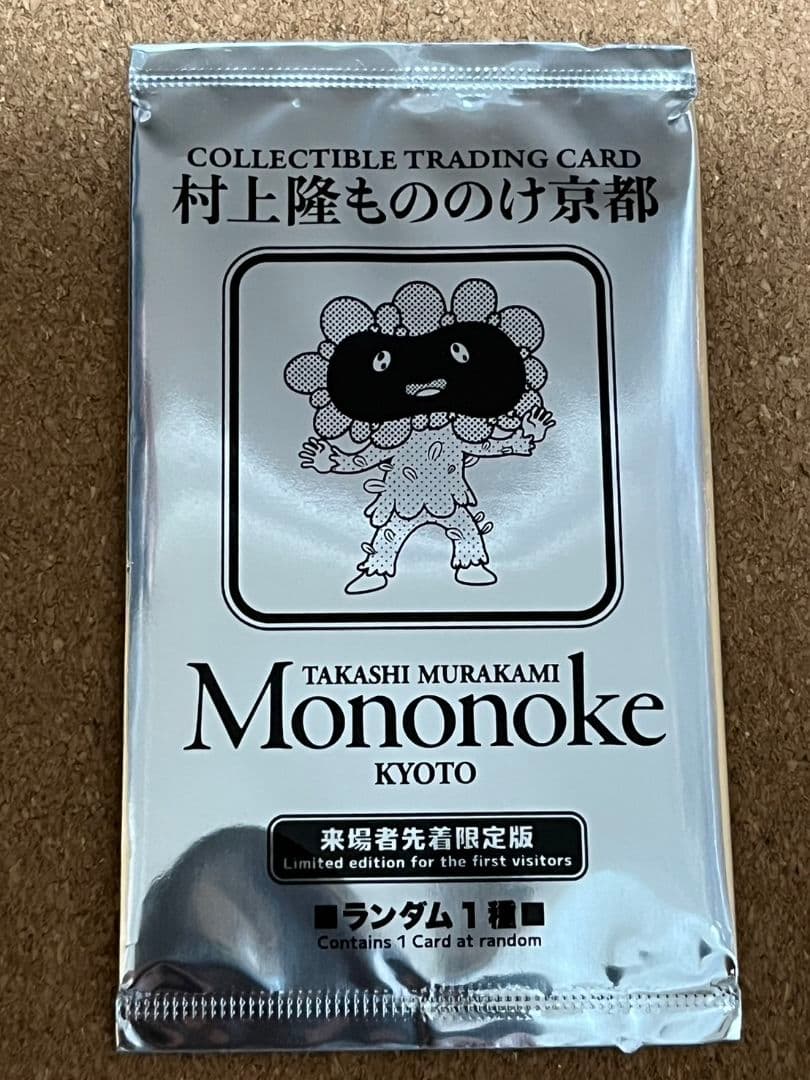 COLLECTIBLE TRADING CARD
村上隆もののけ京都
TAKASHI MURAKAMI
Mononoke
KYOTO
来場者先着限定版
Limited edition for the first visitors
■ランダム1種■
Contains 1 Card at random